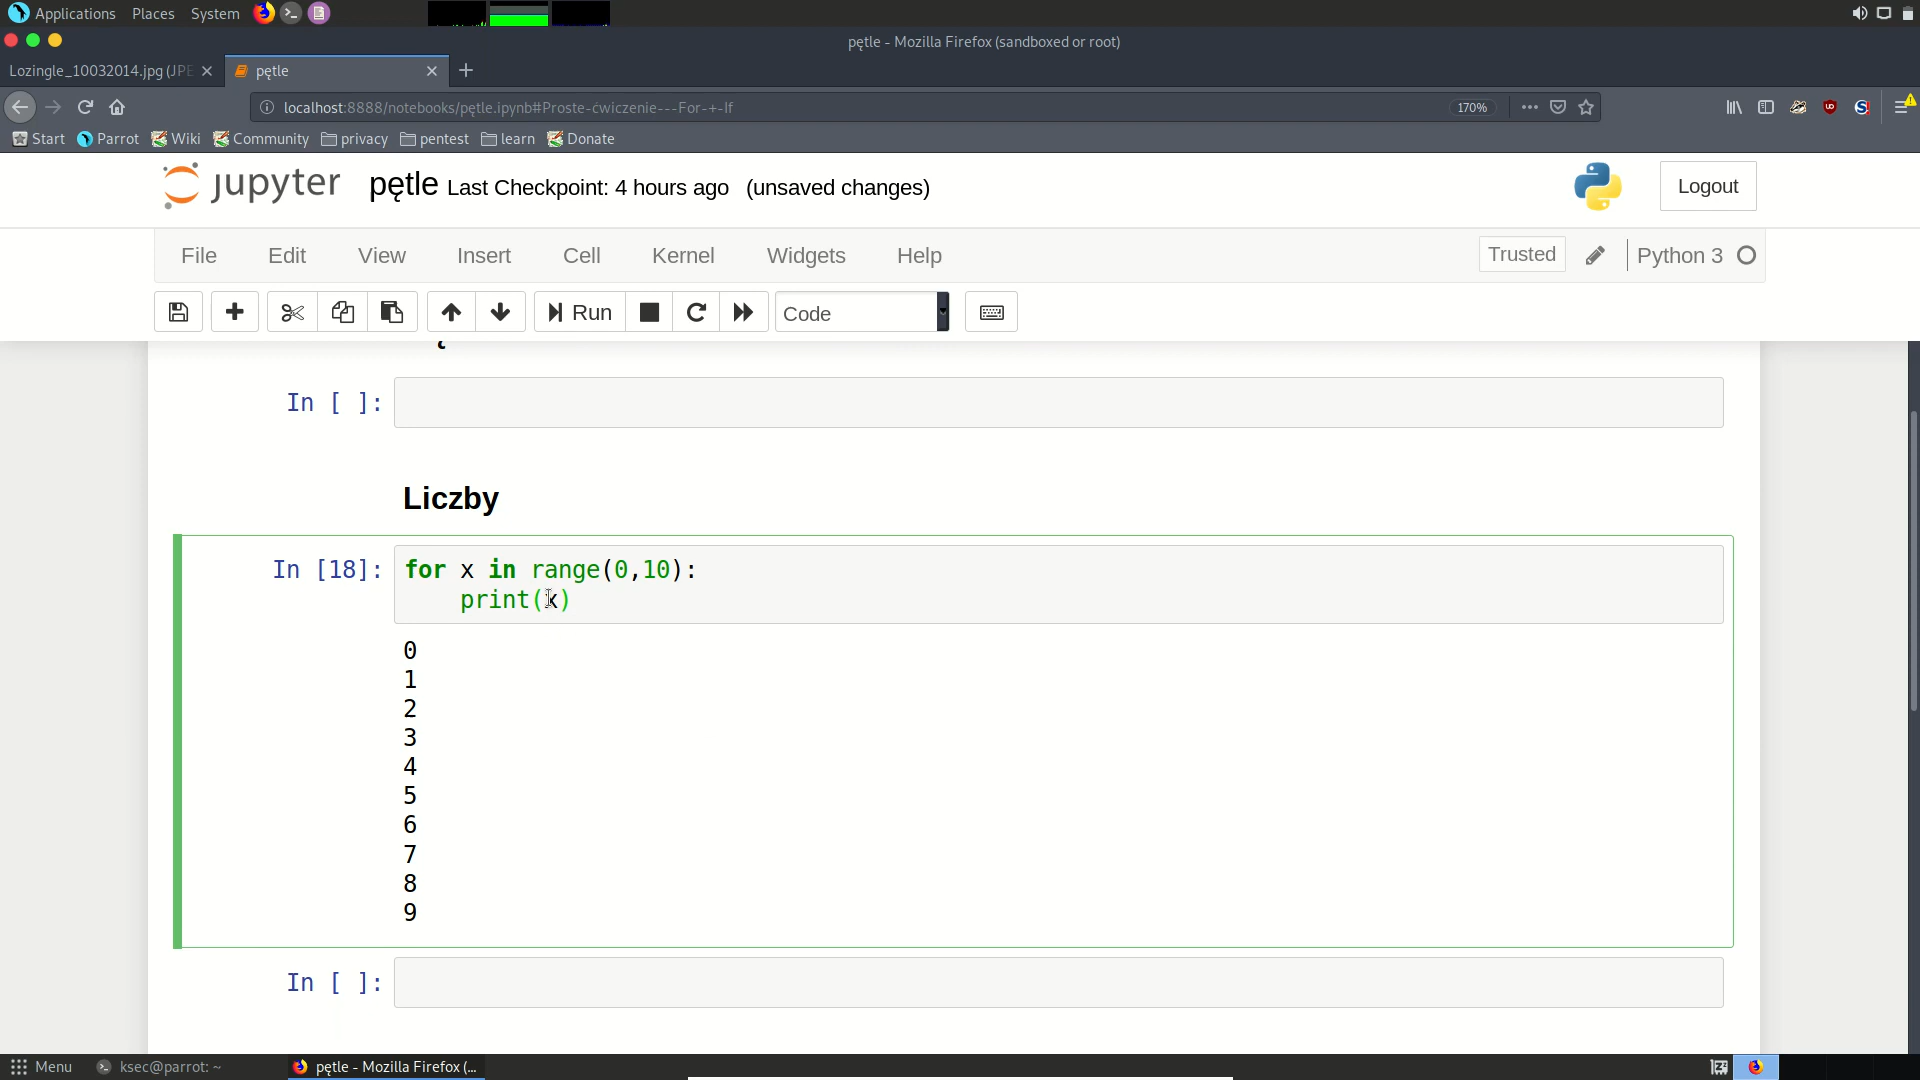 Applications Places System
pętle - Mozilla Firefox (sandboxed or root)
Lozingle_10032014.jpg (JPE
pętle
localhost:8888/notebooks/pętle.ipynb#Proste-ćwiczenie---For-+-If
170%
Start Parrot Wiki Community privacy pentest learn Donate
jupyter pętle Last Checkpoint: 4 hours ago (unsaved changes)
Logout
File Edit View Insert Cell Kernel Widgets Help
Trusted
Python 3
Run
Code
In [ ]:
Liczby
In [18]:
for x in range(0,10):
    print(x)
0
1
2
3
4
5
6
7
8
9
In [ ]:
Menu
ksec@parrot: ~
pętle - Mozilla Firefox (...